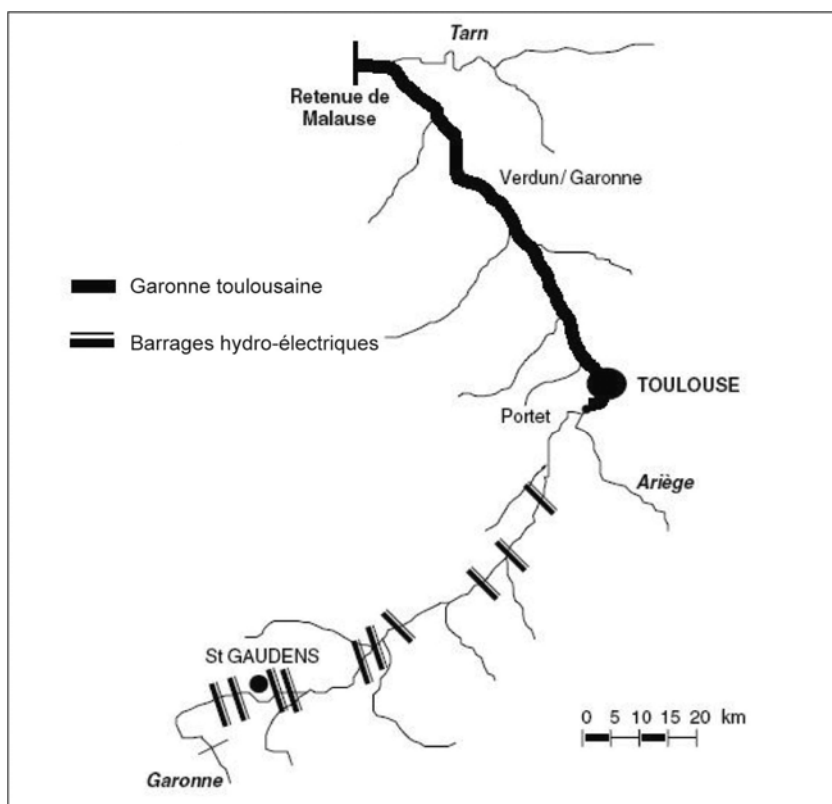 Tarn
Retenue de
Malause
Verdun/ Garonne
Garonne toulousaine
Barrages hydro-électriques
TOULOUSE
Portet
Ariège
St GAUDENS
0 5 10 15 20 km
Garonne